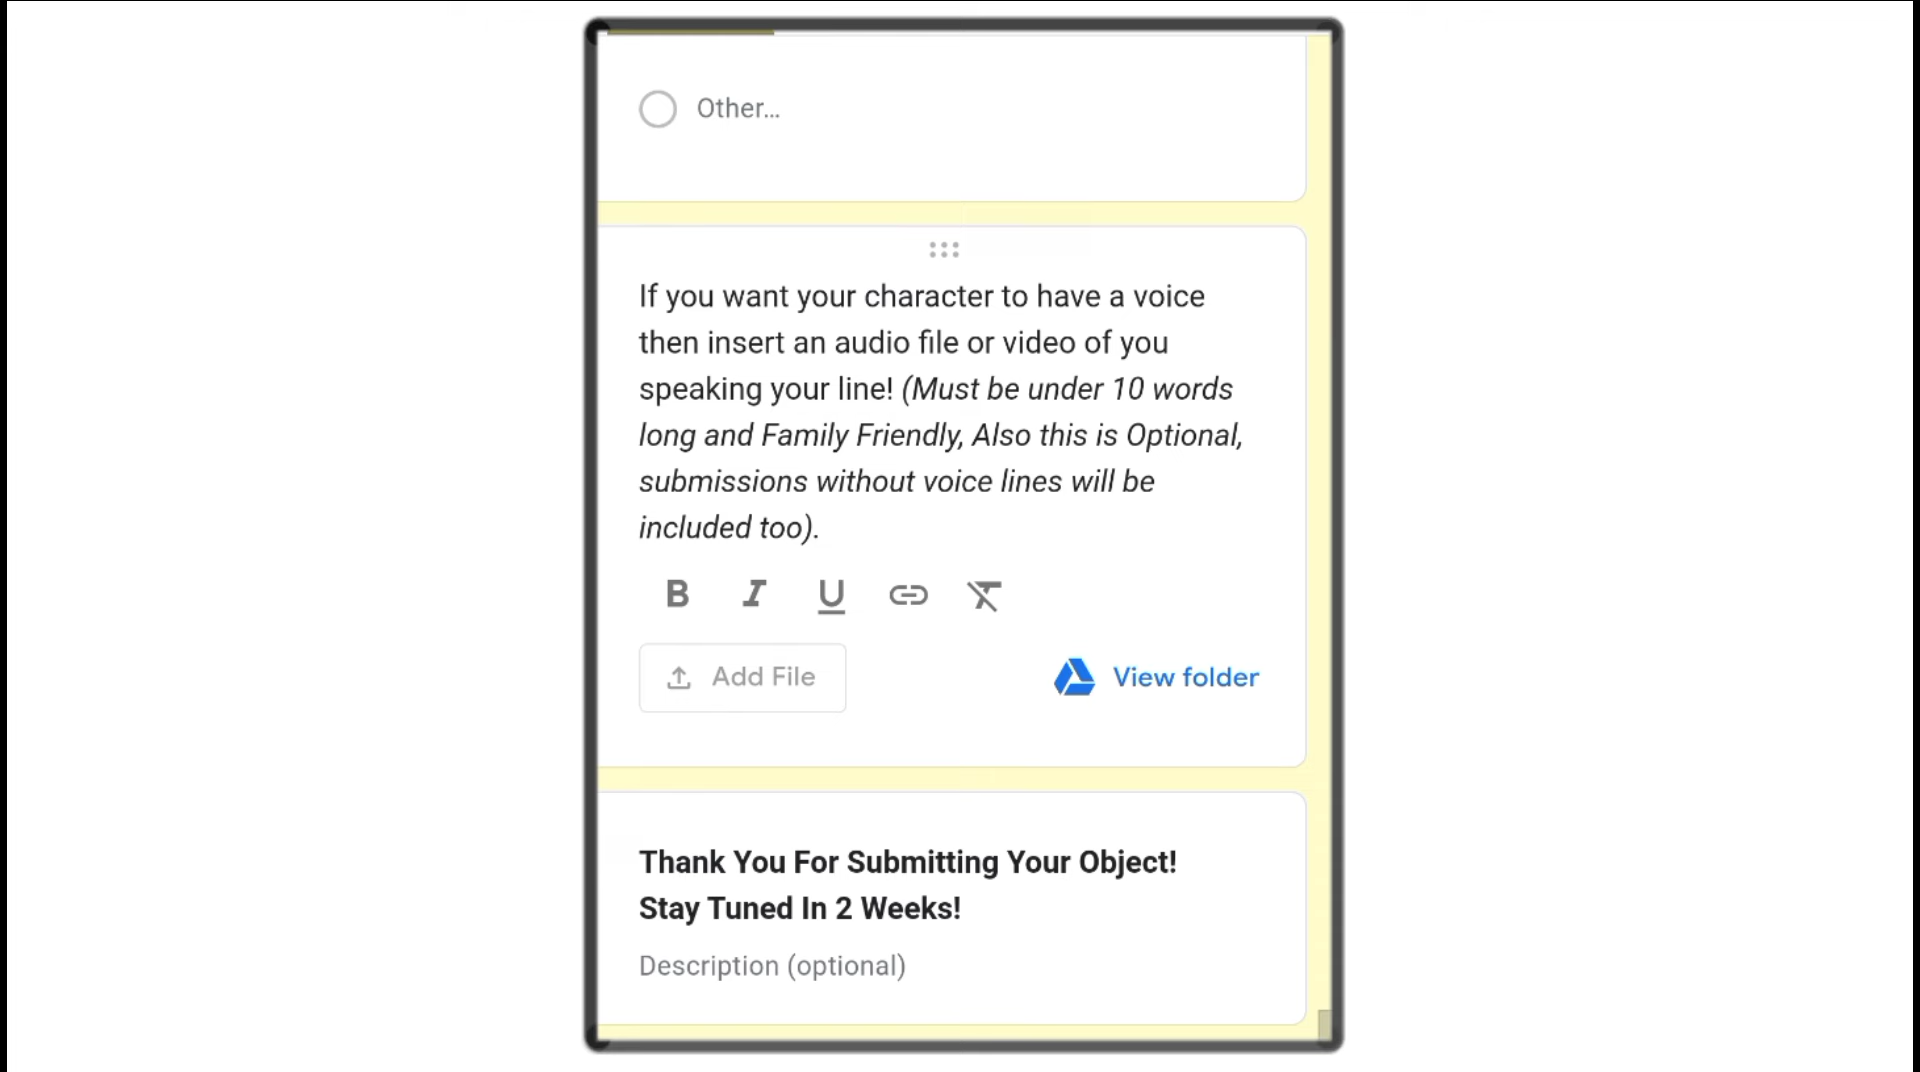 Other...
If you want your character to have a voice
then insert an audio file or video of you
speaking your line! (Must be under 10 words
long and Family Friendly, Also this is Optional,
submissions without voice lines will be
included too).
B I U
Add File
View folder
Thank You For Submitting Your Object!
Stay Tuned In 2 Weeks!
Description (optional)